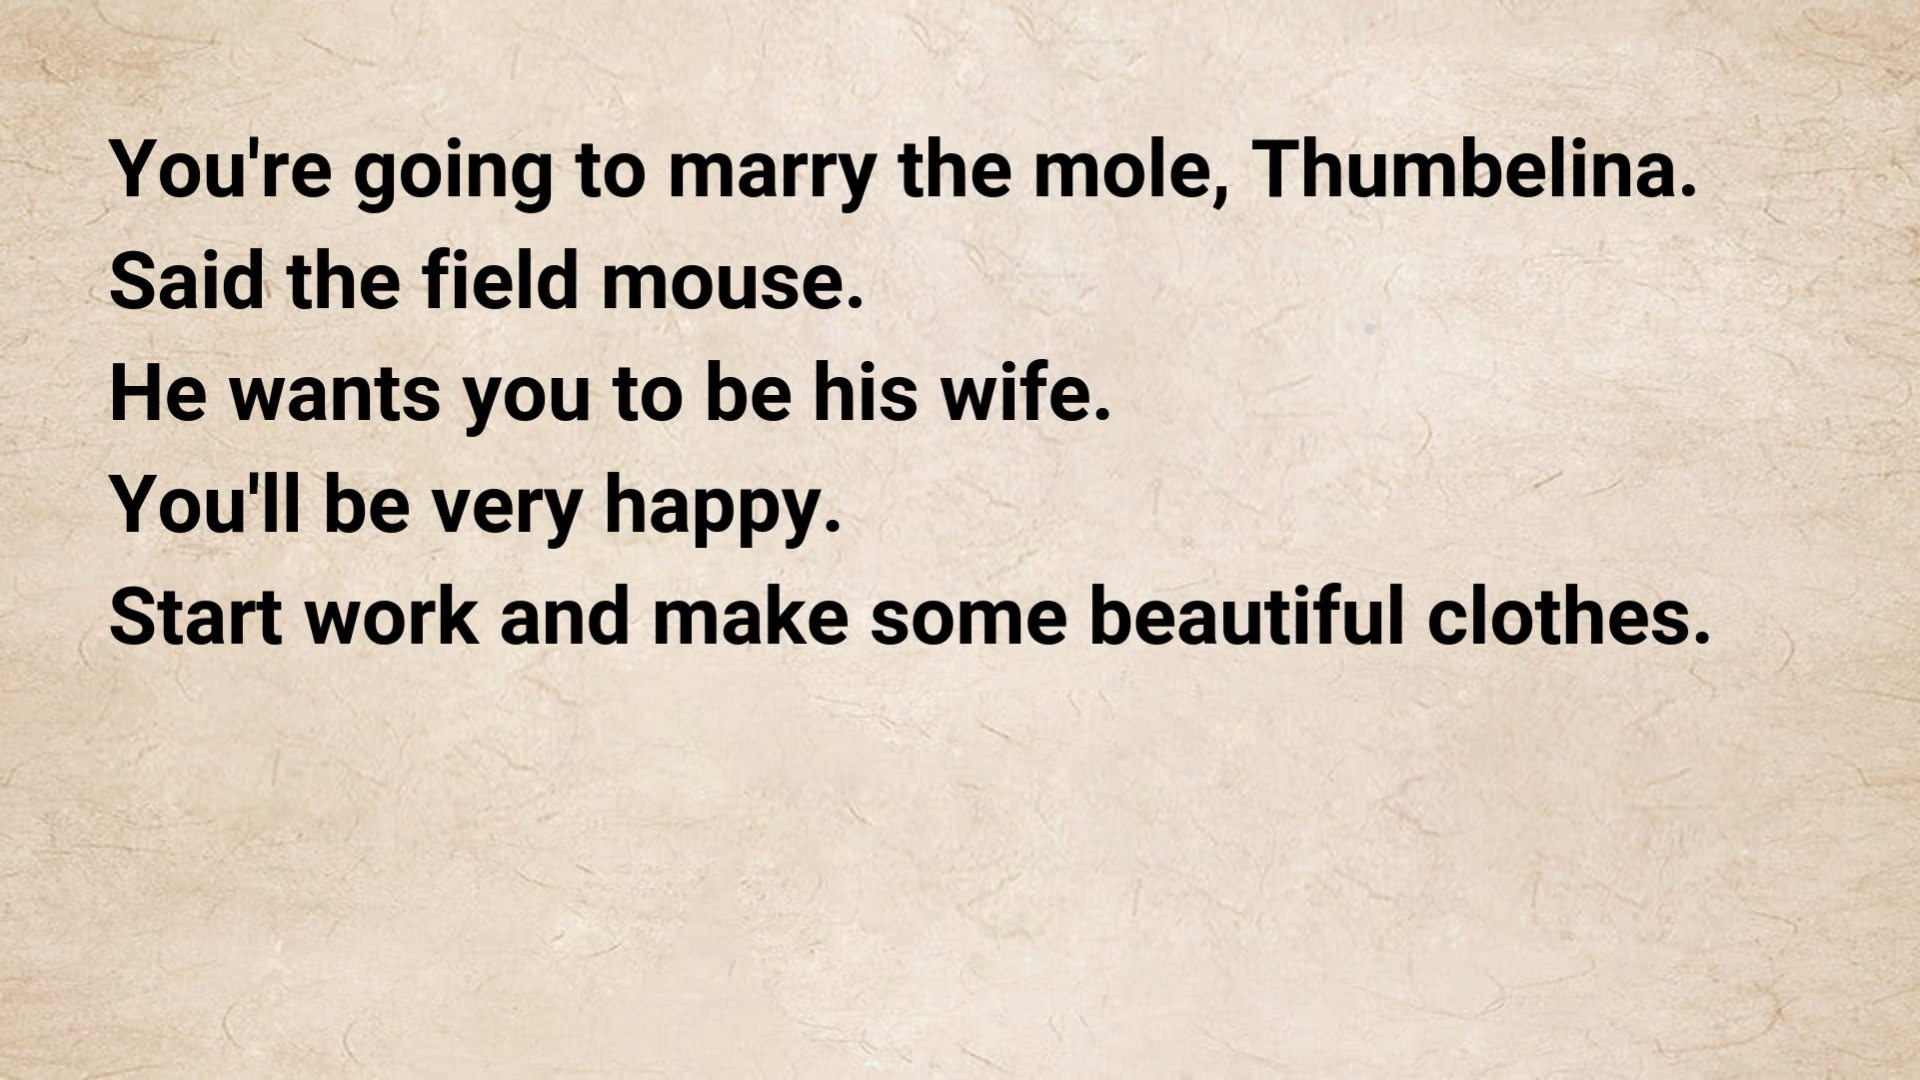 You're going to marry the mole, Thumbelina.
Said the field mouse.
He wants you to be his wife.
You'll be very happy.
Start work and make some beautiful clothes.